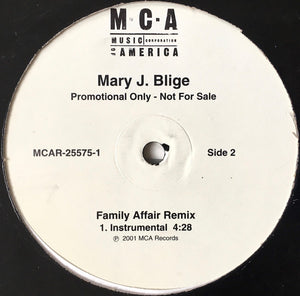 M·C·A
MUSIC CORPORATION
OF AMERICA
Mary J. Blige
Promotional Only - Not For Sale
MCAR-25575-1 Side 2
Family Affair Remix
1. Instrumental 4:28
℗ 2001 MCA Records